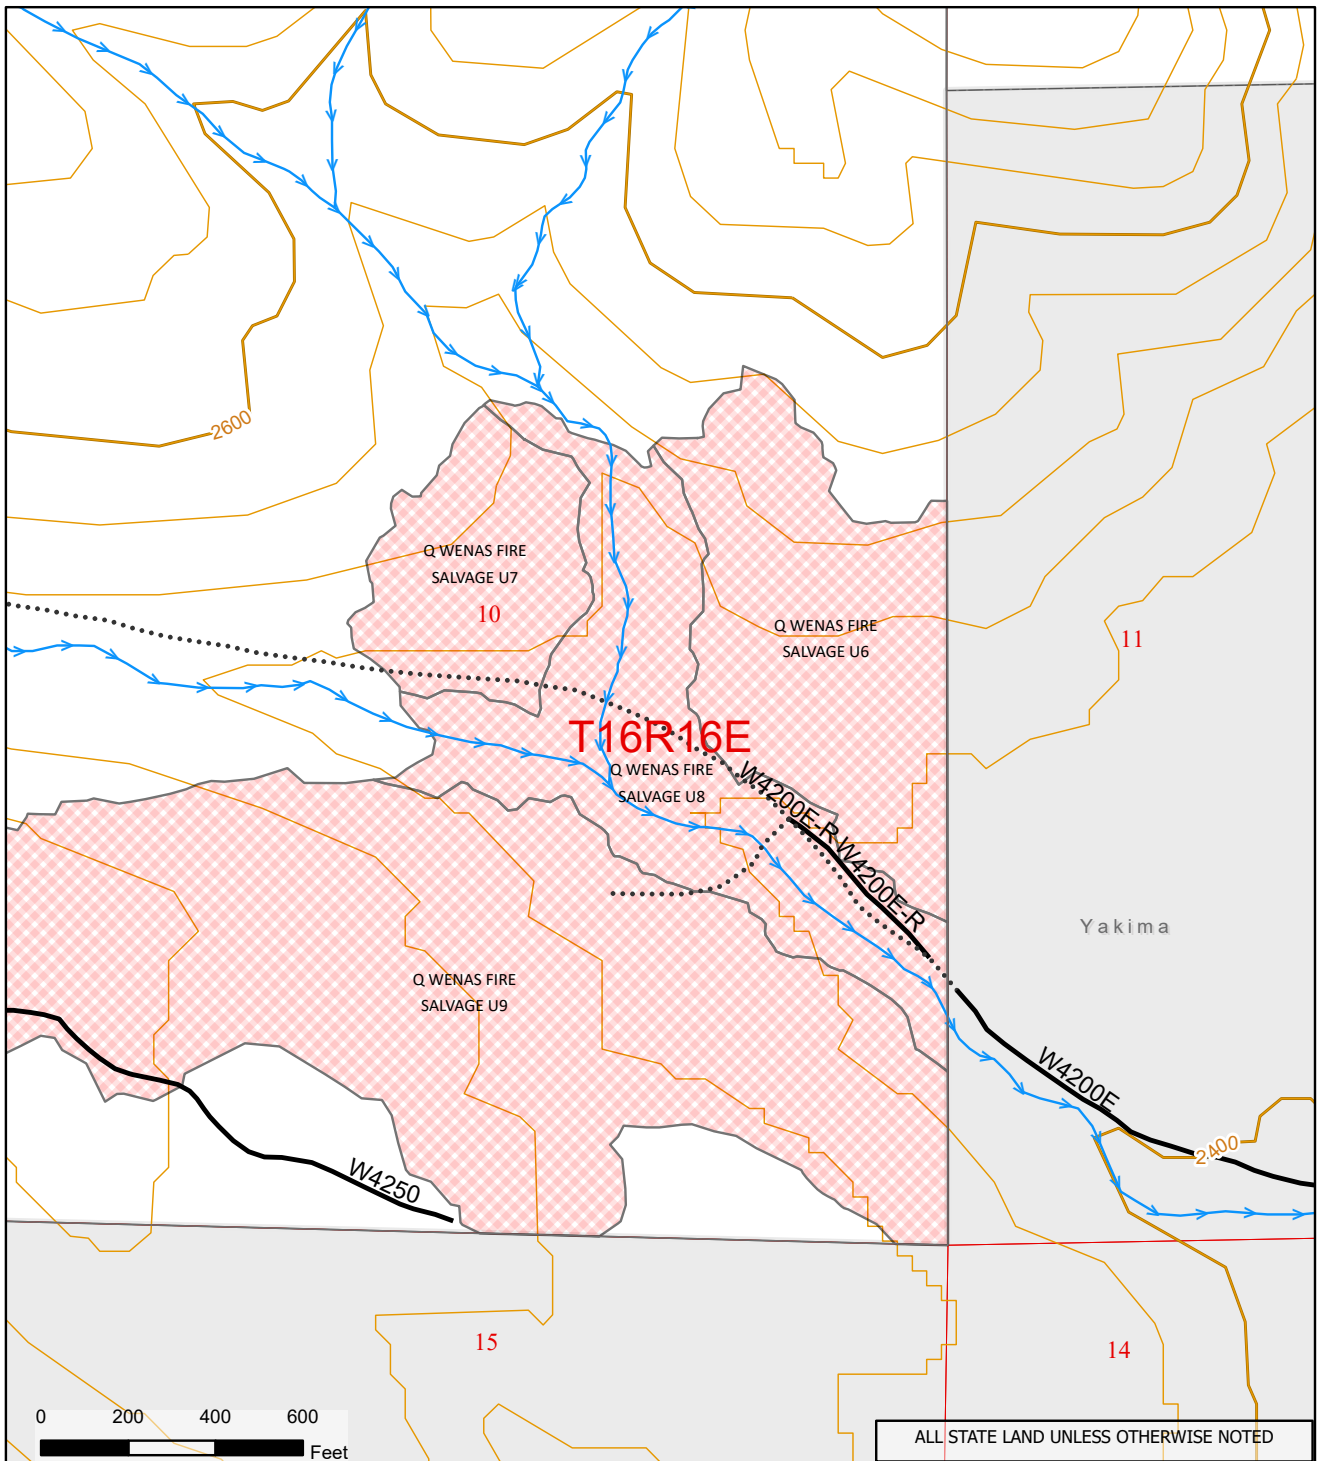 2600
Q WENAS FIRE
SALVAGE U7
10
Q WENAS FIRE
SALVAGE U6
11
T16R16E
Q WENAS FIRE
SALVAGE U8
W4200E-R
W4200E-R
Yakima
Q WENAS FIRE
SALVAGE U9
W4200E
2400
W4250
15
14
0 200 400 600
Feet
ALL STATE LAND UNLESS OTHERWISE NOTED